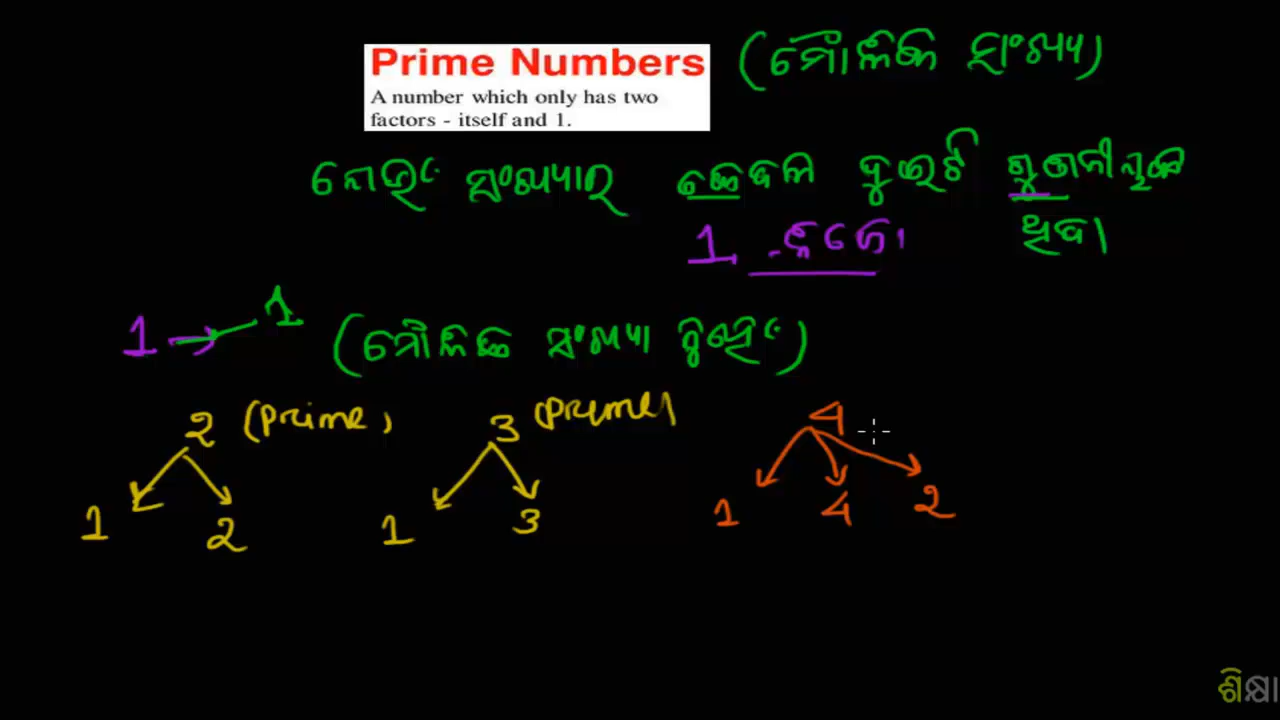 Prime Numbers (ମୌଳିକ ସାଂଖ୍ୟା)
A number which only has two
factors - itself and 1.
ଯେଉଁ ସଂଖ୍ୟାର କେବଳ ଦୁଇଟି ଗୁଣନୀୟକ
1 ନିଜେ ଥିବ।
1 1 (ମୌଳିକ ସଂଖ୍ୟା ନୁହେଁ)
2 (prime) 3 (prime) 4
1 2 1 3 1 4 2
ଶିକ୍ଷା